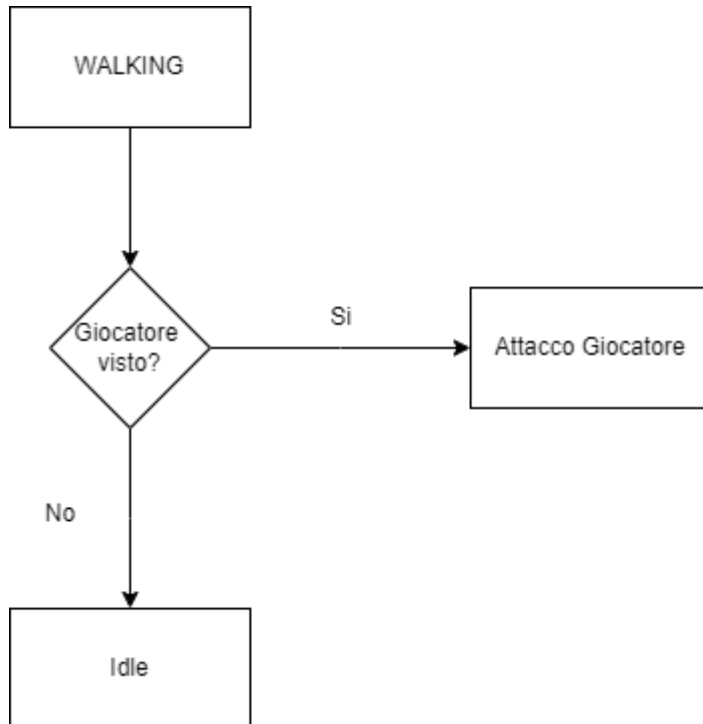 WALKING
Giocatore
visto?
Si
Attacco Giocatore
No
Idle